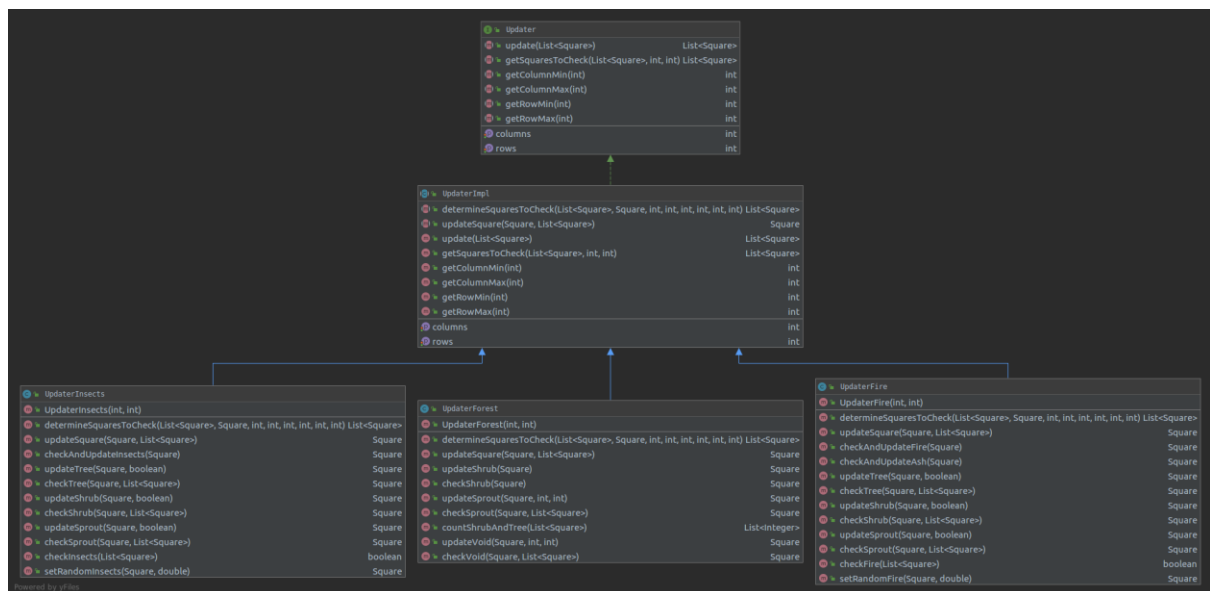 Updater
update(List<Square>) List<Square>
getSquaresToCheck(List<Square>, int, int) List<Square>
getColumnMin(int) int
getColumnMax(int) int
getRowMin(int) int
getRowMax(int) int
columns int
rows int
UpdaterImpl
determineSquaresToCheck(List<Square>, Square, int, int, int, int, int, int) List<Square>
updateSquare(Square, List<Square>) Square
update(List<Square>) List<Square>
getSquaresToCheck(List<Square>, int, int) List<Square>
getColumnMin(int) int
getColumnMax(int) int
getRowMin(int) int
getRowMax(int) int
columns int
rows int
UpdaterInsects
UpdaterInsects(int, int)
determineSquaresToCheck(List<Square>, Square, int, int, int, int, int, int) List<Square>
updateSquare(Square, List<Square>) Square
checkAndUpdateInsects(Square) Square
updateTree(Square, boolean) Square
checkTree(Square, List<Square>) Square
updateShrub(Square, boolean) Square
checkShrub(Square, List<Square>) Square
updateSprout(Square, boolean) Square
checkSprout(Square, List<Square>) Square
checkInsects(List<Square>) boolean
setRandomInsects(Square, double) Square
UpdaterForest
UpdaterForest(int, int)
determineSquaresToCheck(List<Square>, Square, int, int, int, int, int, int) List<Square>
updateSquare(Square, List<Square>) Square
updateShrub(Square) Square
checkShrub(Square) Square
updateSprout(Square, int, int) Square
checkSprout(Square, List<Square>) Square
countShrubAndTree(List<Square>) List<Integer>
updateVoid(Square, int, int) Square
checkVoid(Square, List<Square>) Square
UpdaterFire
UpdaterFire(int, int)
determineSquaresToCheck(List<Square>, Square, int, int, int, int, int, int) List<Square>
updateSquare(Square, List<Square>) Square
checkAndUpdateFire(Square) Square
checkAndUpdateAsh(Square) Square
updateTree(Square, boolean) Square
checkTree(Square, List<Square>) Square
updateShrub(Square, boolean) Square
checkShrub(Square, List<Square>) Square
updateSprout(Square, boolean) Square
checkSprout(Square, List<Square>) Square
checkFire(List<Square>) boolean
setRandomFire(Square, double) Square
Powered by yFiles